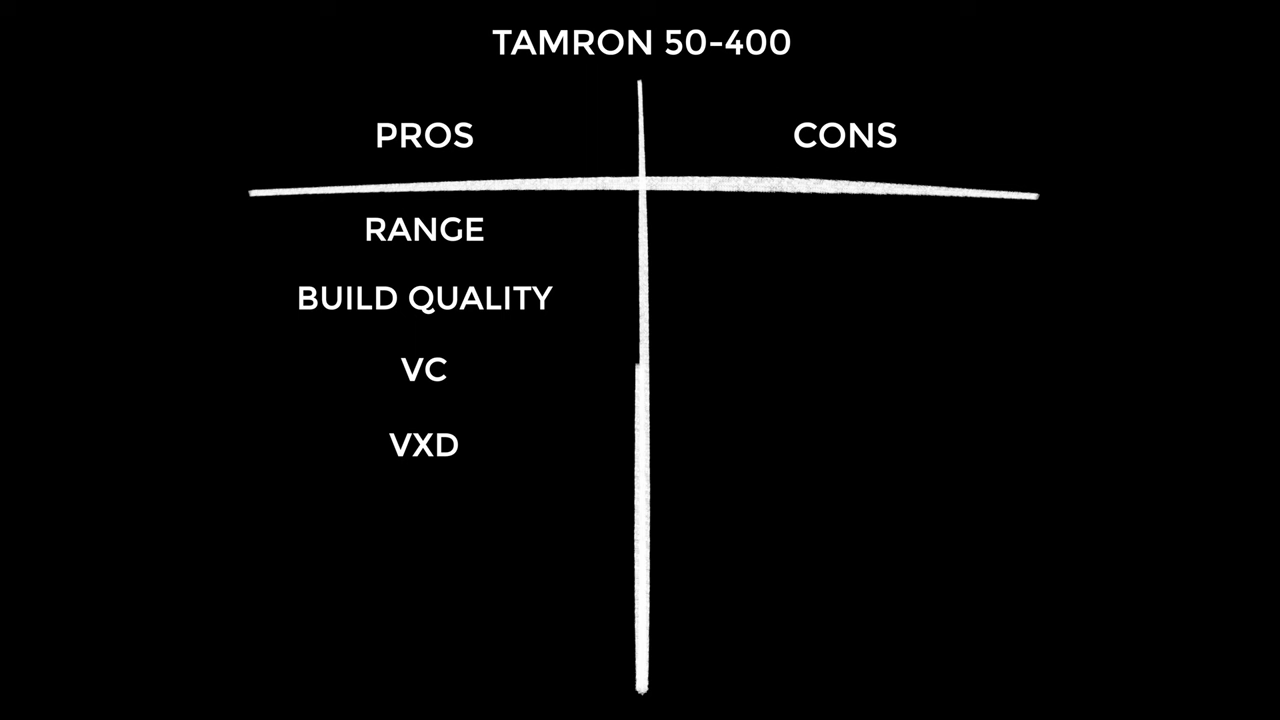 TAMRON 50-400
PROS
CONS
RANGE
BUILD QUALITY
VC
VXD